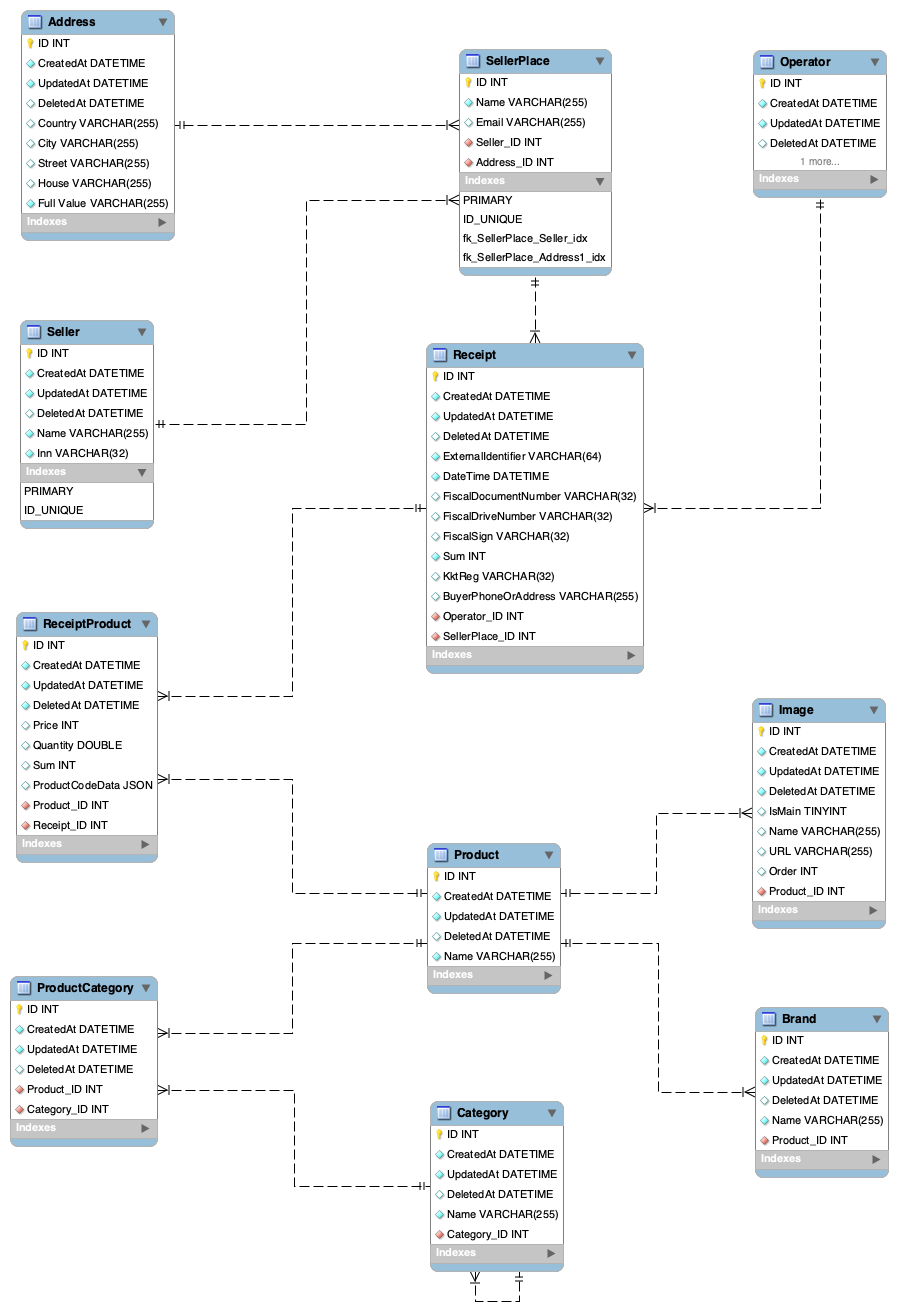 Address
ID INT
CreatedAt DATETIME
UpdatedAt DATETIME
DeletedAt DATETIME
Country VARCHAR(255)
City VARCHAR(255)
Street VARCHAR(255)
House VARCHAR(255)
Full Value VARCHAR(255)
Indexes
SellerPlace
ID INT
Name VARCHAR(255)
Email VARCHAR(255)
Seller_ID INT
Address_ID INT
Indexes
PRIMARY
ID_UNIQUE
fk_SellerPlace_Seller_idx
fk_SellerPlace_Address1_idx
Operator
ID INT
CreatedAt DATETIME
UpdatedAt DATETIME
DeletedAt DATETIME
1 more...
Indexes
Seller
ID INT
CreatedAt DATETIME
UpdatedAt DATETIME
DeletedAt DATETIME
Name VARCHAR(255)
Inn VARCHAR(32)
Indexes
PRIMARY
ID_UNIQUE
Receipt
ID INT
CreatedAt DATETIME
UpdatedAt DATETIME
DeletedAt DATETIME
ExternalIdentifier VARCHAR(64)
DateTime DATETIME
FiscalDocumentNumber VARCHAR(32)
FiscalDriveNumber VARCHAR(32)
FiscalSign VARCHAR(32)
Sum INT
KktReg VARCHAR(32)
BuyerPhoneOrAddress VARCHAR(255)
Operator_ID INT
SellerPlace_ID INT
Indexes
ReceiptProduct
ID INT
CreatedAt DATETIME
UpdatedAt DATETIME
DeletedAt DATETIME
Price INT
Quantity DOUBLE
Sum INT
ProductCodeData JSON
Product_ID INT
Receipt_ID INT
Indexes
Image
ID INT
CreatedAt DATETIME
UpdatedAt DATETIME
DeletedAt DATETIME
IsMain TINYINT
Name VARCHAR(255)
URL VARCHAR(255)
Order INT
Product_ID INT
Indexes
Product
ID INT
CreatedAt DATETIME
UpdatedAt DATETIME
DeletedAt DATETIME
Name VARCHAR(255)
Indexes
ProductCategory
ID INT
CreatedAt DATETIME
UpdatedAt DATETIME
DeletedAt DATETIME
Product_ID INT
Category_ID INT
Indexes
Brand
ID INT
CreatedAt DATETIME
UpdatedAt DATETIME
DeletedAt DATETIME
Name VARCHAR(255)
Product_ID INT
Indexes
Category
ID INT
CreatedAt DATETIME
UpdatedAt DATETIME
DeletedAt DATETIME
Name VARCHAR(255)
Category_ID INT
Indexes